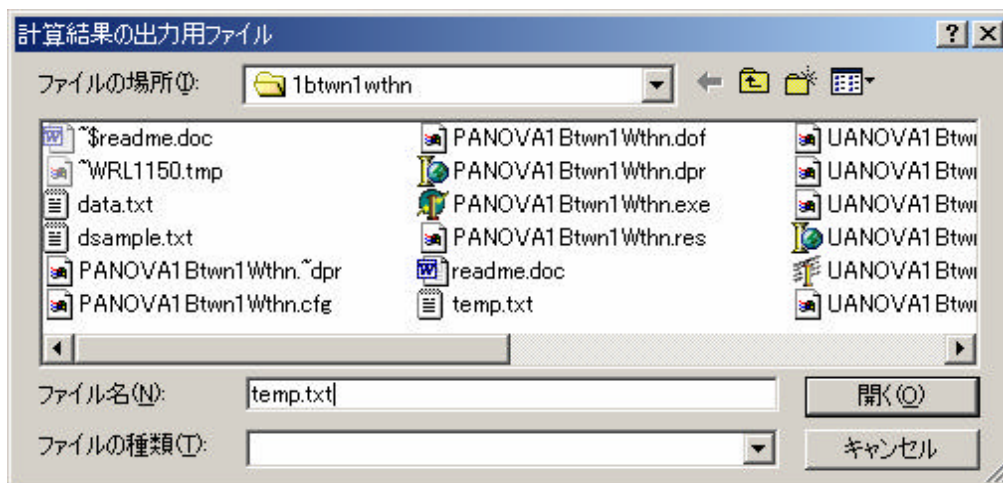 計算結果の出力用ファイル
ファイルの場所(I):
1btwn1wthn
~$readme.doc
~WRL1150.tmp
data.txt
dsample.txt
PANOVA1Btwn1Wthn.~dpr
PANOVA1Btwn1Wthn.cfg
PANOVA1Btwn1Wthn.dof
PANOVA1Btwn1Wthn.dpr
PANOVA1Btwn1Wthn.exe
PANOVA1Btwn1Wthn.res
readme.doc
temp.txt
UANOVA1Btw
UANOVA1Btw
UANOVA1Btw
UANOVA1Btw
UANOVA1Btw
UANOVA1Btw
ファイル名(N):
temp.txt
開く(O)
ファイルの種類(T):
キャンセル